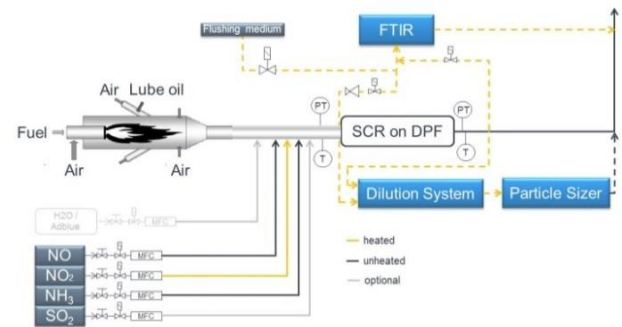 Flushing medium
FTIR
Air Lube oil
PT
PT
Fuel
SCR on DPF
Air
Air
T
T
Dilution System
Particle Sizer
H2O /
Adblue
MFC
heated
NO
MFC
unheated
NO₂
MFC
optional
NH₃
MFC
SO₂
MFC